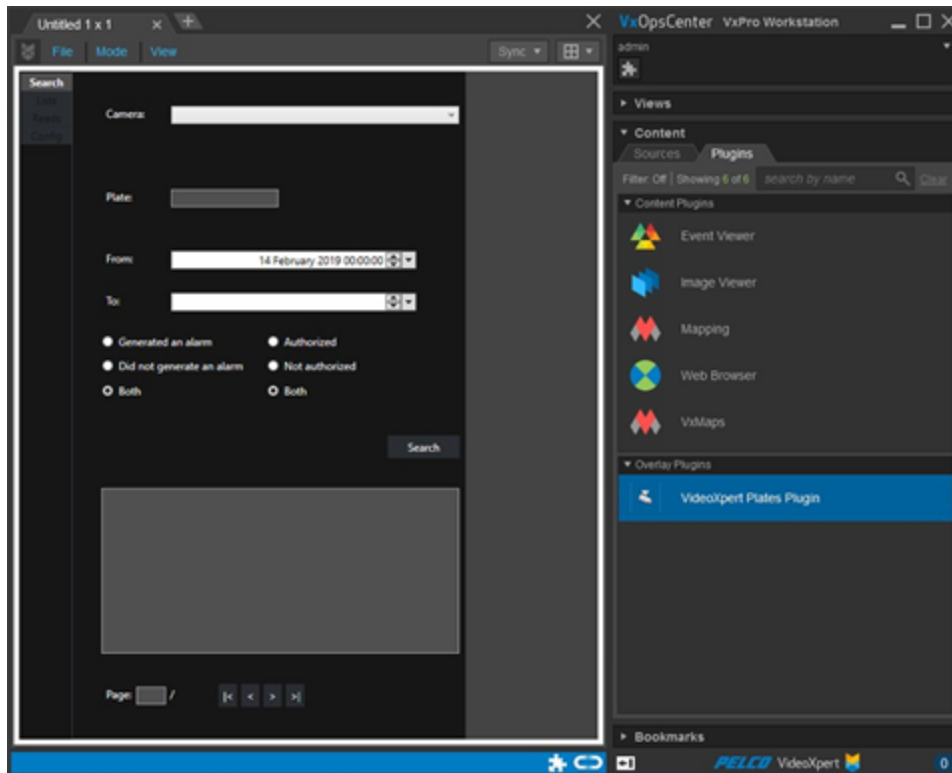 Untitled 1 x 1
VxOpsCenter VxPro Workstation
File Mode View
Sync
admin
Search
Lists
Reads
Config
Camera:
Plate:
From: 14 February 2019 00:00:00
To:
Generated an alarm Authorized
Did not generate an alarm Not authorized
Both Both
Search
Page: /
|< < > >|
Views
Content
Sources Plugins
Filter: Off Showing 6 of 6 search by name Clear
Content Plugins
Event Viewer
Image Viewer
Mapping
Web Browser
VxMaps
Overlay Plugins
VideoXpert Plates Plugin
Bookmarks
PELCO VideoXpert 0